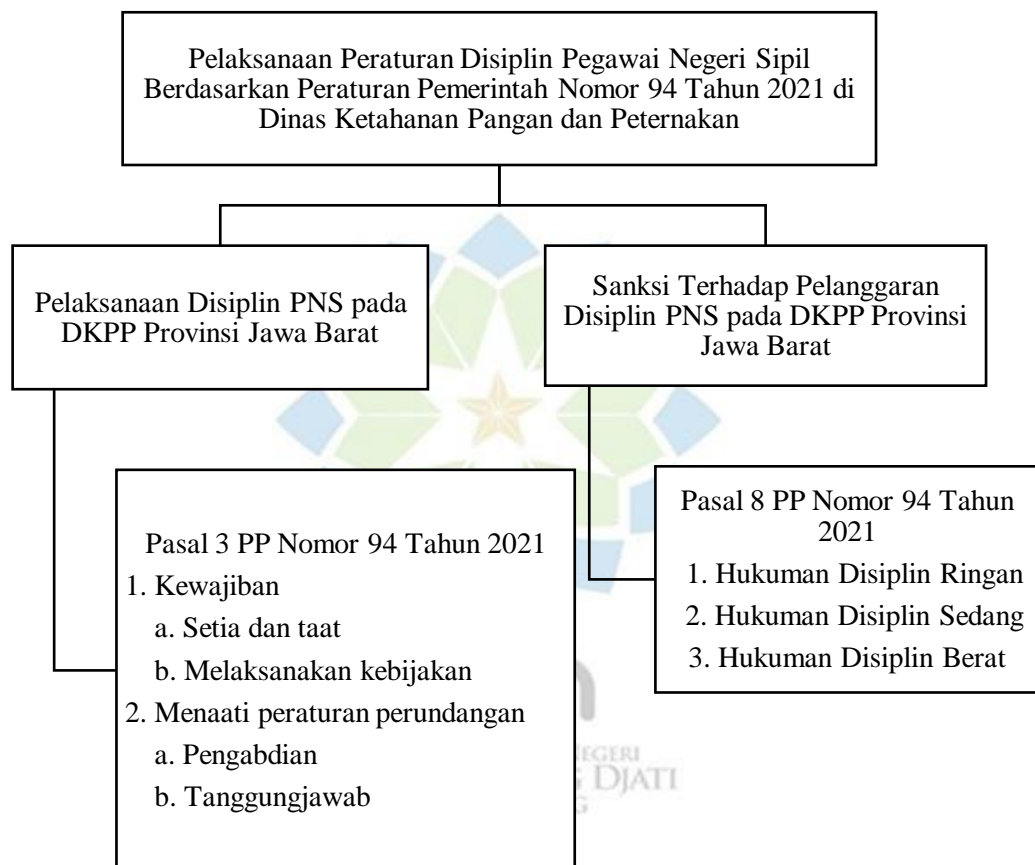 Pelaksanaan Peraturan Disiplin Pegawai Negeri Sipil
Berdasarkan Peraturan Pemerintah Nomor 94 Tahun 2021 di
Dinas Ketahanan Pangan dan Peternakan
Pelaksanaan Disiplin PNS pada
DKPP Provinsi Jawa Barat
Sanksi Terhadap Pelanggaran
Disiplin PNS pada DKPP Provinsi
Jawa Barat
Pasal 3 PP Nomor 94 Tahun 2021
1. Kewajiban
a. Setia dan taat
b. Melaksanakan kebijakan
2. Menaati peraturan perundangan
a. Pengabdian
b. Tanggungjawab
Pasal 8 PP Nomor 94 Tahun
2021
1. Hukuman Disiplin Ringan
2. Hukuman Disiplin Sedang
3. Hukuman Disiplin Berat
NEGERI
DJATI